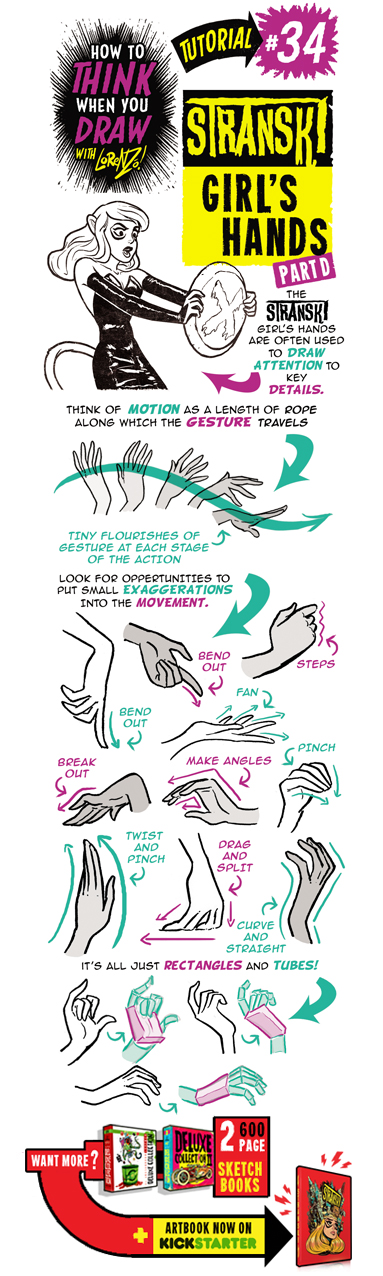 HOW TO
THINK
WHEN YOU
DRAW
WITH LORENZO!
TUTORIAL
#34
STRANSKI
GIRL'S
HANDS
PART D
THE
STRANSKI
GIRL'S HANDS
ARE OFTEN USED
TO DRAW
ATTENTION TO
KEY
DETAILS.
THINK OF MOTION AS A LENGTH OF ROPE
ALONG WHICH THE GESTURE TRAVELS
TINY FLOURISHES OF
GESTURE AT EACH STAGE
OF THE ACTION
LOOK FOR OPPERTUNITIES TO
PUT SMALL EXAGGERATIONS
INTO THE MOVEMENT.
BEND
OUT
STEPS
BEND
OUT
FAN
PINCH
BREAK
OUT
MAKE ANGLES
TWIST
AND
PINCH
DRAG
AND
SPLIT
CURVE
AND
STRAIGHT
IT'S ALL JUST RECTANGLES AND TUBES!
WANT MORE?
DELUXE COLLECTION
DELUXE
COLLECTION II
2 600
PAGE
SKETCH
BOOKS
+
ARTBOOK NOW ON
KICKSTARTER
STRANSKI